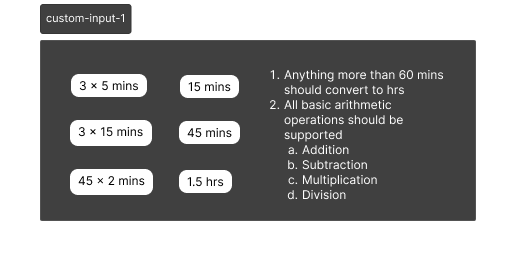 custom-input-1
3 × 5 mins
15 mins
3 × 15 mins
45 mins
45 × 2 mins
1.5 hrs
1. Anything more than 60 mins
should convert to hrs
2. All basic arithmetic
operations should be
supported
a. Addition
b. Subtraction
c. Multiplication
d. Division